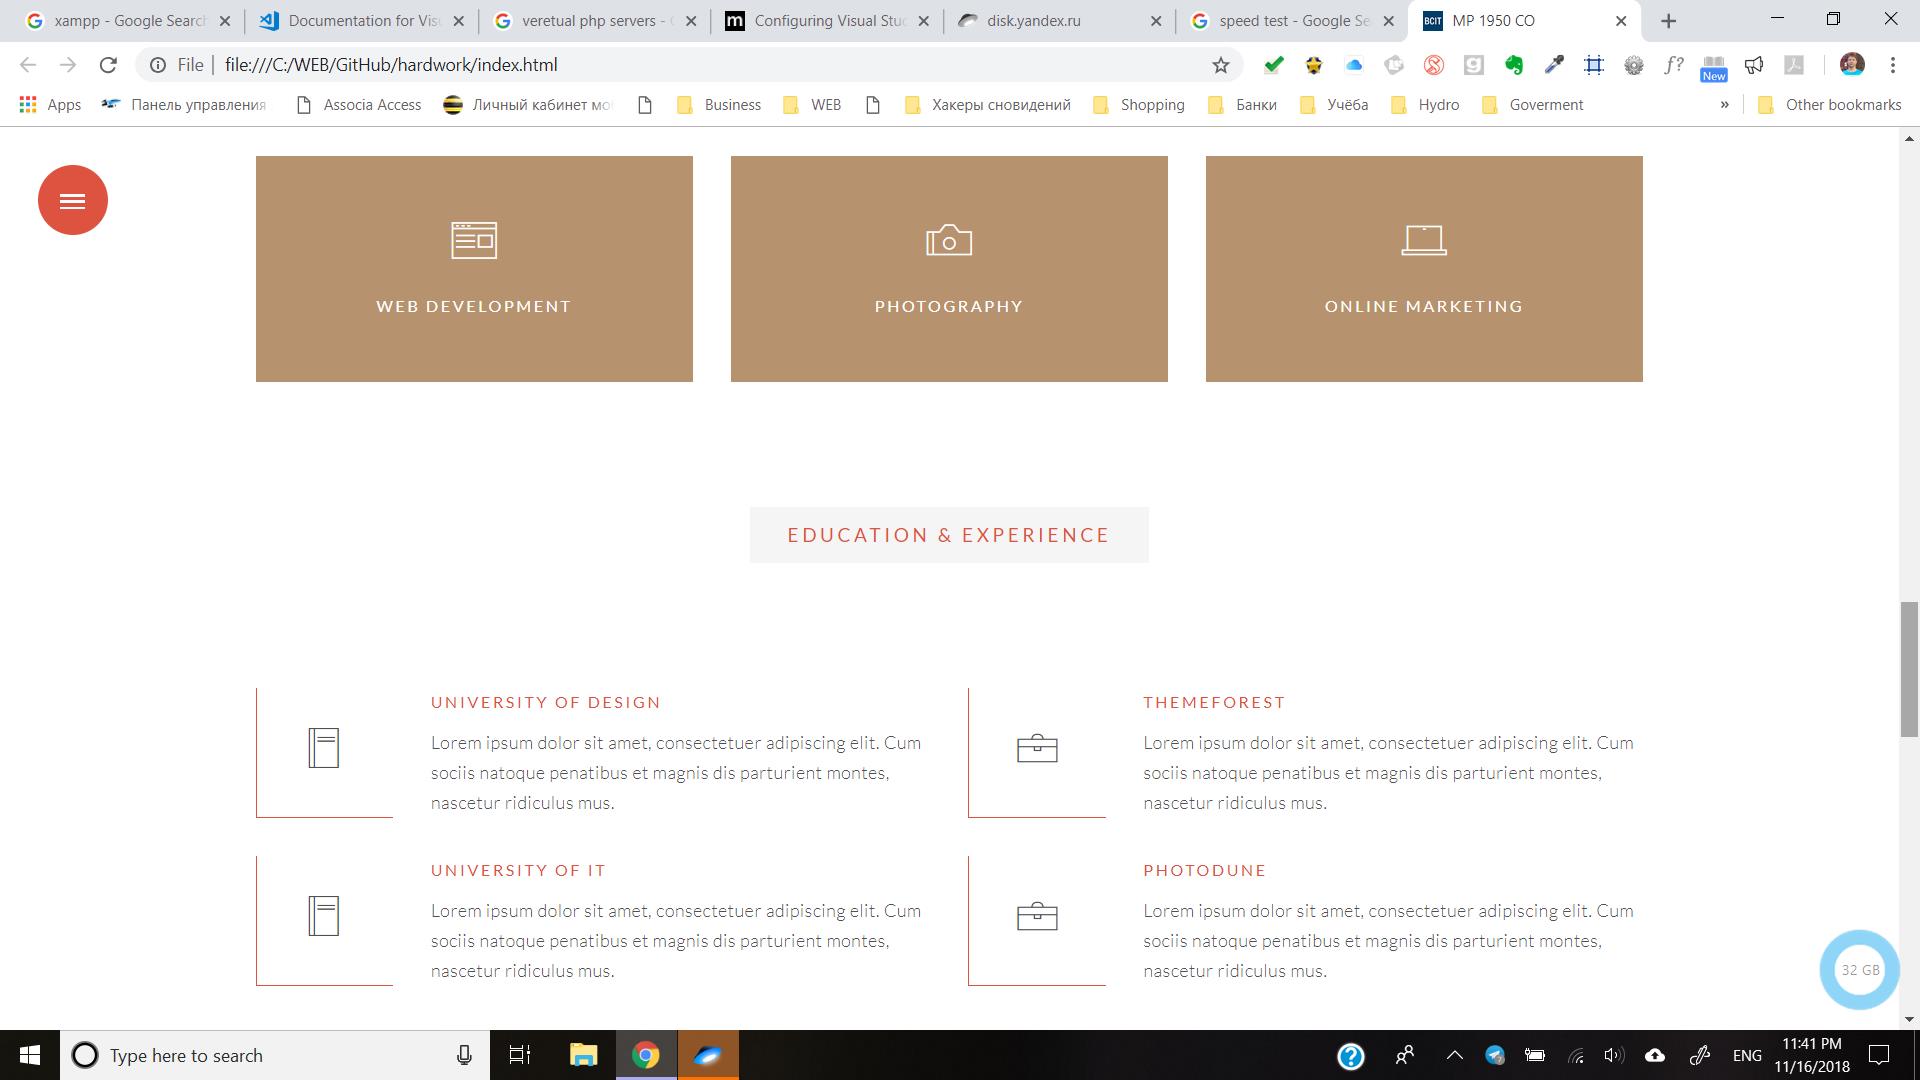 xampp - Google Search
Documentation for Visu
veretual php servers - G
Configuring Visual Stud
disk.yandex.ru
speed test - Google Se
BCIT
MP 1950 CO
File
file:///C:/WEB/GitHub/hardwork/index.html
f?
New
Apps
Панель управления
Associa Access
Личный кабинет мо
Business
WEB
Хакеры сновидений
Shopping
Банки
Учёба
Hydro
Goverment
»
Other bookmarks
WEB DEVELOPMENT
PHOTOGRAPHY
ONLINE MARKETING
EDUCATION & EXPERIENCE
UNIVERSITY OF DESIGN
Lorem ipsum dolor sit amet, consectetuer adipiscing elit. Cum
sociis natoque penatibus et magnis dis parturient montes,
nascetur ridiculus mus.
THEMEFOREST
Lorem ipsum dolor sit amet, consectetuer adipiscing elit. Cum
sociis natoque penatibus et magnis dis parturient montes,
nascetur ridiculus mus.
UNIVERSITY OF IT
Lorem ipsum dolor sit amet, consectetuer adipiscing elit. Cum
sociis natoque penatibus et magnis dis parturient montes,
nascetur ridiculus mus.
PHOTODUNE
Lorem ipsum dolor sit amet, consectetuer adipiscing elit. Cum
sociis natoque penatibus et magnis dis parturient montes,
nascetur ridiculus mus.
32 GB
Type here to search
ENG
11:41 PM
11/16/2018